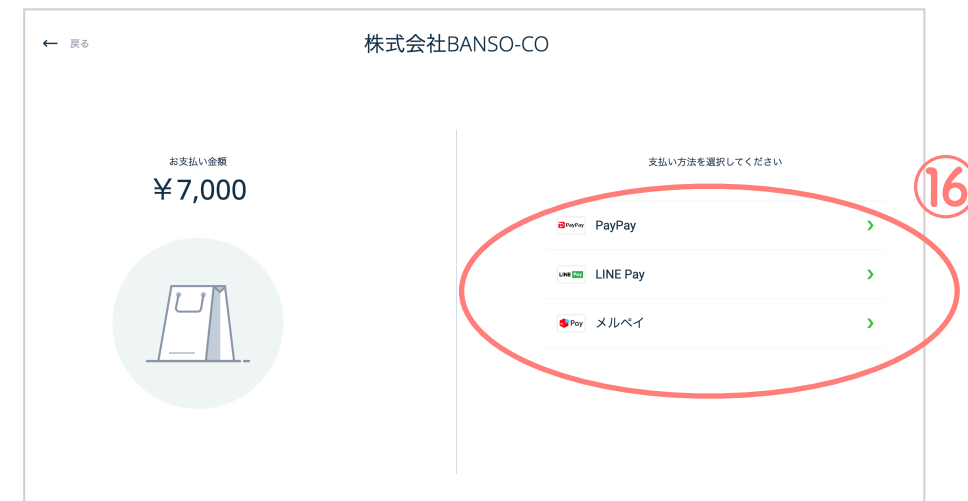 ← 戻る
株式会社BANSO-CO
お支払い金額
￥7,000
支払い方法を選択してください
⑯
PayPay PayPay
LINE Pay LINE Pay
Pay メルペイ